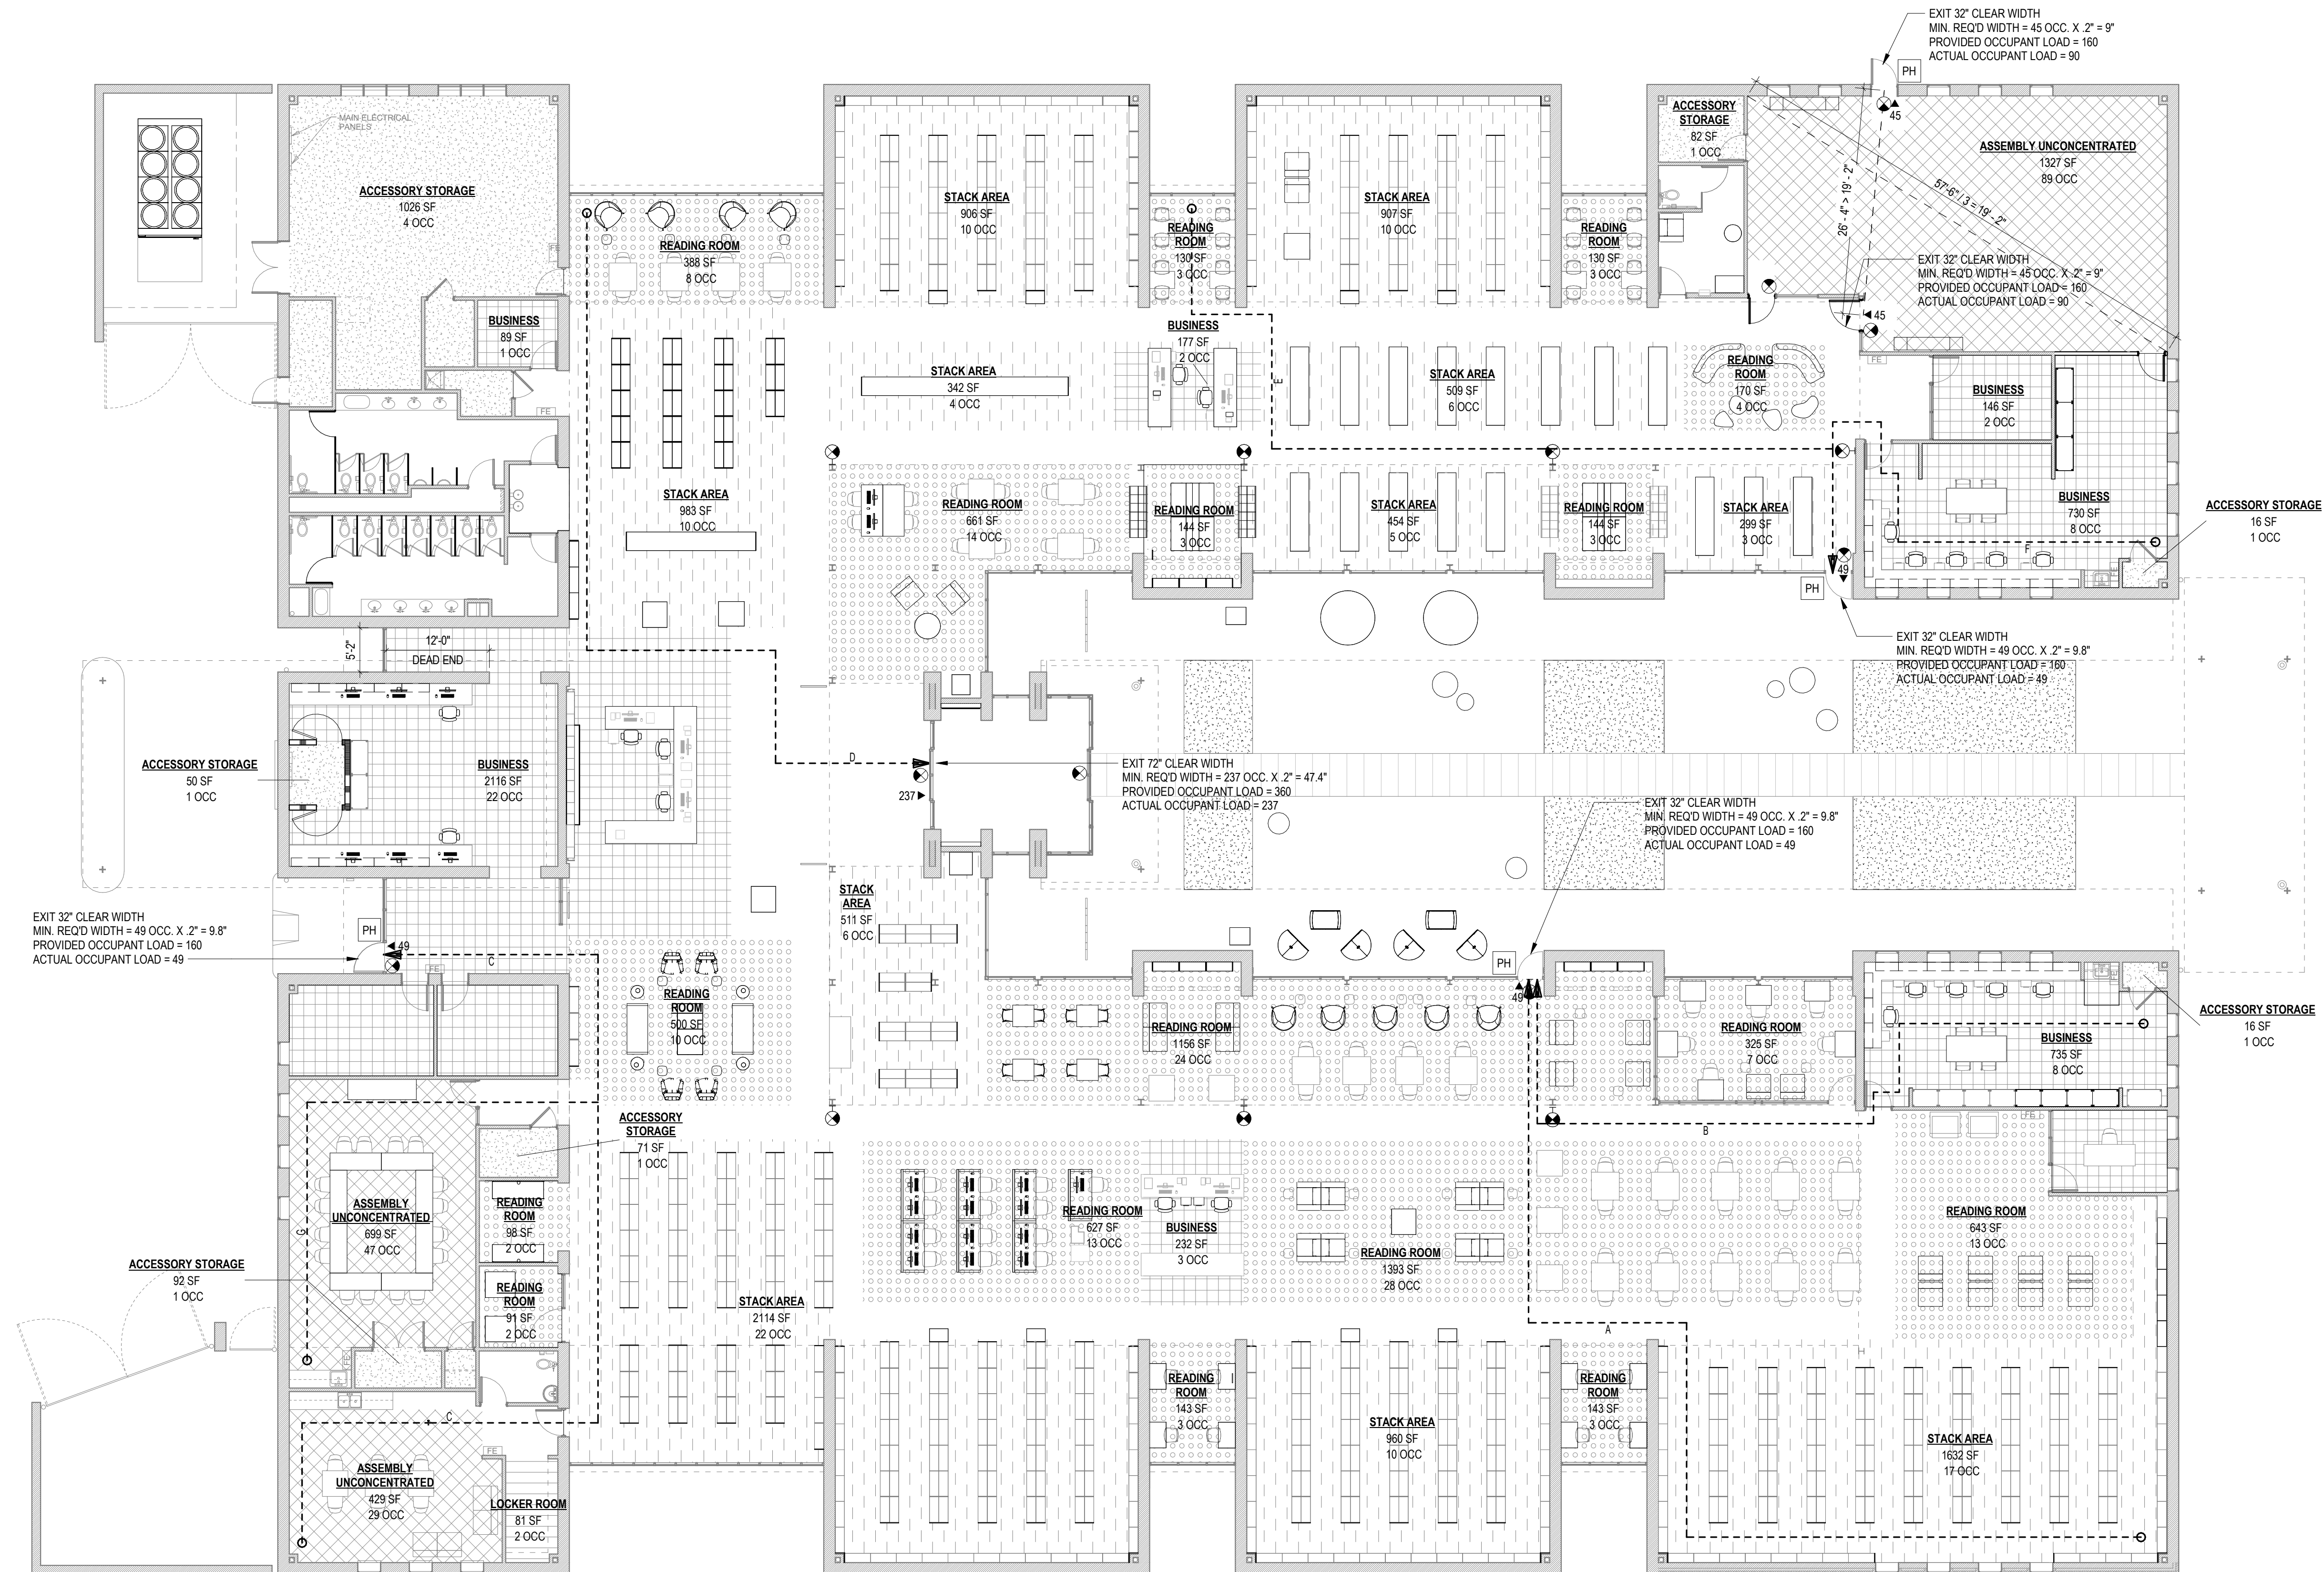 EXIT 32" CLEAR WIDTH
MIN. REQ'D WIDTH = 45 OCC. X .2" = 9"
PROVIDED OCCUPANT LOAD = 160
ACTUAL OCCUPANT LOAD = 90
PH
45
MAIN ELECTRICAL
PANELS
ACCESSORY STORAGE
1026 SF
4 OCC
STACK AREA
906 SF
10 OCC
STACK AREA
907 SF
10 OCC
ACCESSORY
STORAGE
82 SF
1 OCC
ASSEMBLY UNCONCENTRATED
1327 SF
89 OCC
57'-6" / 3 = 19' - 2"
26' - 4" > 19' - 2"
READING ROOM
388 SF
8 OCC
READING
ROOM
130 SF
3 OCC
READING
ROOM
130 SF
3 OCC
FE
EXIT 32" CLEAR WIDTH
MIN. REQ'D WIDTH = 45 OCC. X .2" = 9"
PROVIDED OCCUPANT LOAD = 160
ACTUAL OCCUPANT LOAD = 90
45
BUSINESS
89 SF
1 OCC
BUSINESS
177 SF
2 OCC
STACK AREA
342 SF
4 OCC
E
STACK AREA
509 SF
6 OCC
READING
ROOM
170 SF
4 OCC
FE
BUSINESS
146 SF
2 OCC
FE
STACK AREA
983 SF
10 OCC
READING ROOM
661 SF
14 OCC
READING ROOM
144 SF
3 OCC
STACK AREA
454 SF
5 OCC
READING ROOM
144 SF
3 OCC
STACK AREA
299 SF
3 OCC
BUSINESS
730 SF
8 OCC
F
FE
ACCESSORY STORAGE
16 SF
1 OCC
49
PH
EXIT 32" CLEAR WIDTH
MIN. REQ'D WIDTH = 49 OCC. X .2" = 9.8"
PROVIDED OCCUPANT LOAD = 160
ACTUAL OCCUPANT LOAD = 49
5'-2"
12'-0"
DEAD END
ACCESSORY STORAGE
50 SF
1 OCC
BUSINESS
2116 SF
22 OCC
D
237
EXIT 72" CLEAR WIDTH
MIN. REQ'D WIDTH = 237 OCC. X .2" = 47.4"
PROVIDED OCCUPANT LOAD = 360
ACTUAL OCCUPANT LOAD = 237
EXIT 32" CLEAR WIDTH
MIN. REQ'D WIDTH = 49 OCC. X .2" = 9.8"
PROVIDED OCCUPANT LOAD = 160
ACTUAL OCCUPANT LOAD = 49
EXIT 32" CLEAR WIDTH
MIN. REQ'D WIDTH = 49 OCC. X .2" = 9.8"
PROVIDED OCCUPANT LOAD = 160
ACTUAL OCCUPANT LOAD = 49
PH
49
C
FE
STACK
AREA
511 SF
6 OCC
PH
49
READING
ROOM
500 SF
10 OCC
READING ROOM
1156 SF
24 OCC
READING ROOM
325 SF
7 OCC
BUSINESS
735 SF
8 OCC
FE
ACCESSORY STORAGE
16 SF
1 OCC
FE
B
ACCESSORY
STORAGE
71 SF
1 OCC
G
ASSEMBLY
UNCONCENTRATED
699 SF
47 OCC
READING
ROOM
98 SF
2 OCC
READING ROOM
627 SF
13 OCC
BUSINESS
232 SF
3 OCC
READING ROOM
1393 SF
28 OCC
READING ROOM
643 SF
13 OCC
ACCESSORY STORAGE
92 SF
1 OCC
READING
ROOM
91 SF
2 OCC
STACK AREA
2114 SF
22 OCC
A
FE
C
READING
ROOM
143 SF
3 OCC
STACK AREA
960 SF
10 OCC
READING
ROOM
143 SF
3 OCC
STACK AREA
1632 SF
17 OCC
FE
ASSEMBLY
UNCONCENTRATED
429 SF
29 OCC
LOCKER ROOM
81 SF
2 OCC